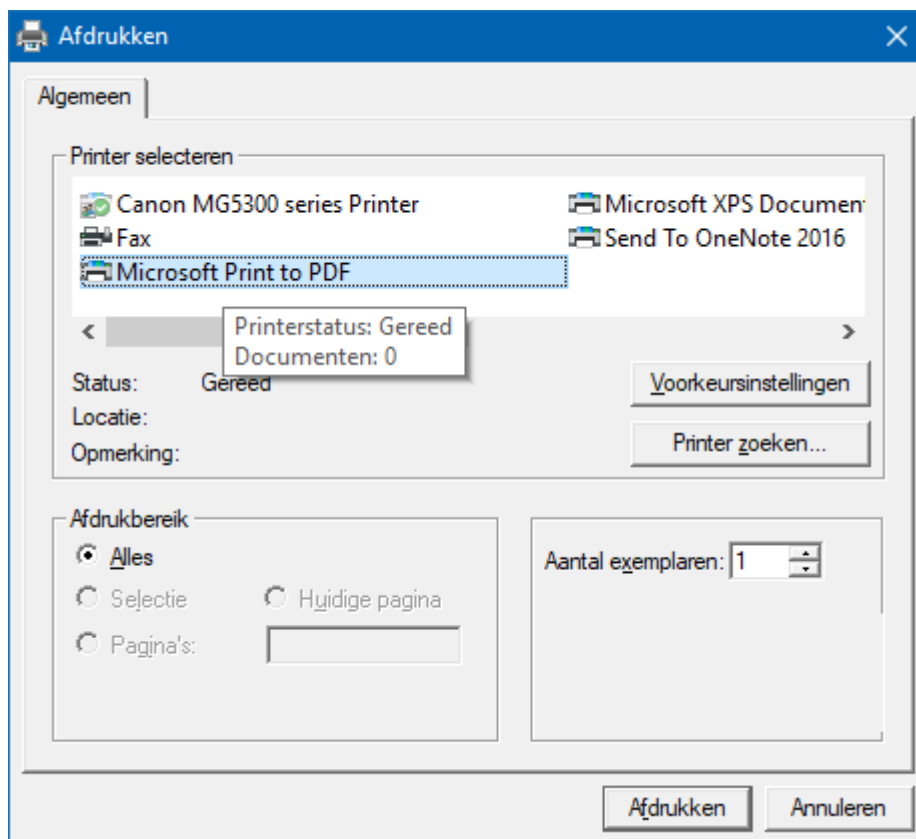 Afdrukken
Algemeen
Printer selecteren
Canon MG5300 series Printer
Microsoft XPS Documen
Fax
Send To OneNote 2016
Microsoft Print to PDF
Printerstatus: Gereed
Documenten: 0
Status: Gereed
Voorkeursinstellingen
Locatie:
Printer zoeken...
Opmerking:
Afdrukbereik
Alles
Aantal exemplaren: 1
Selectie Huidige pagina
Pagina's:
Afdrukken Annuleren